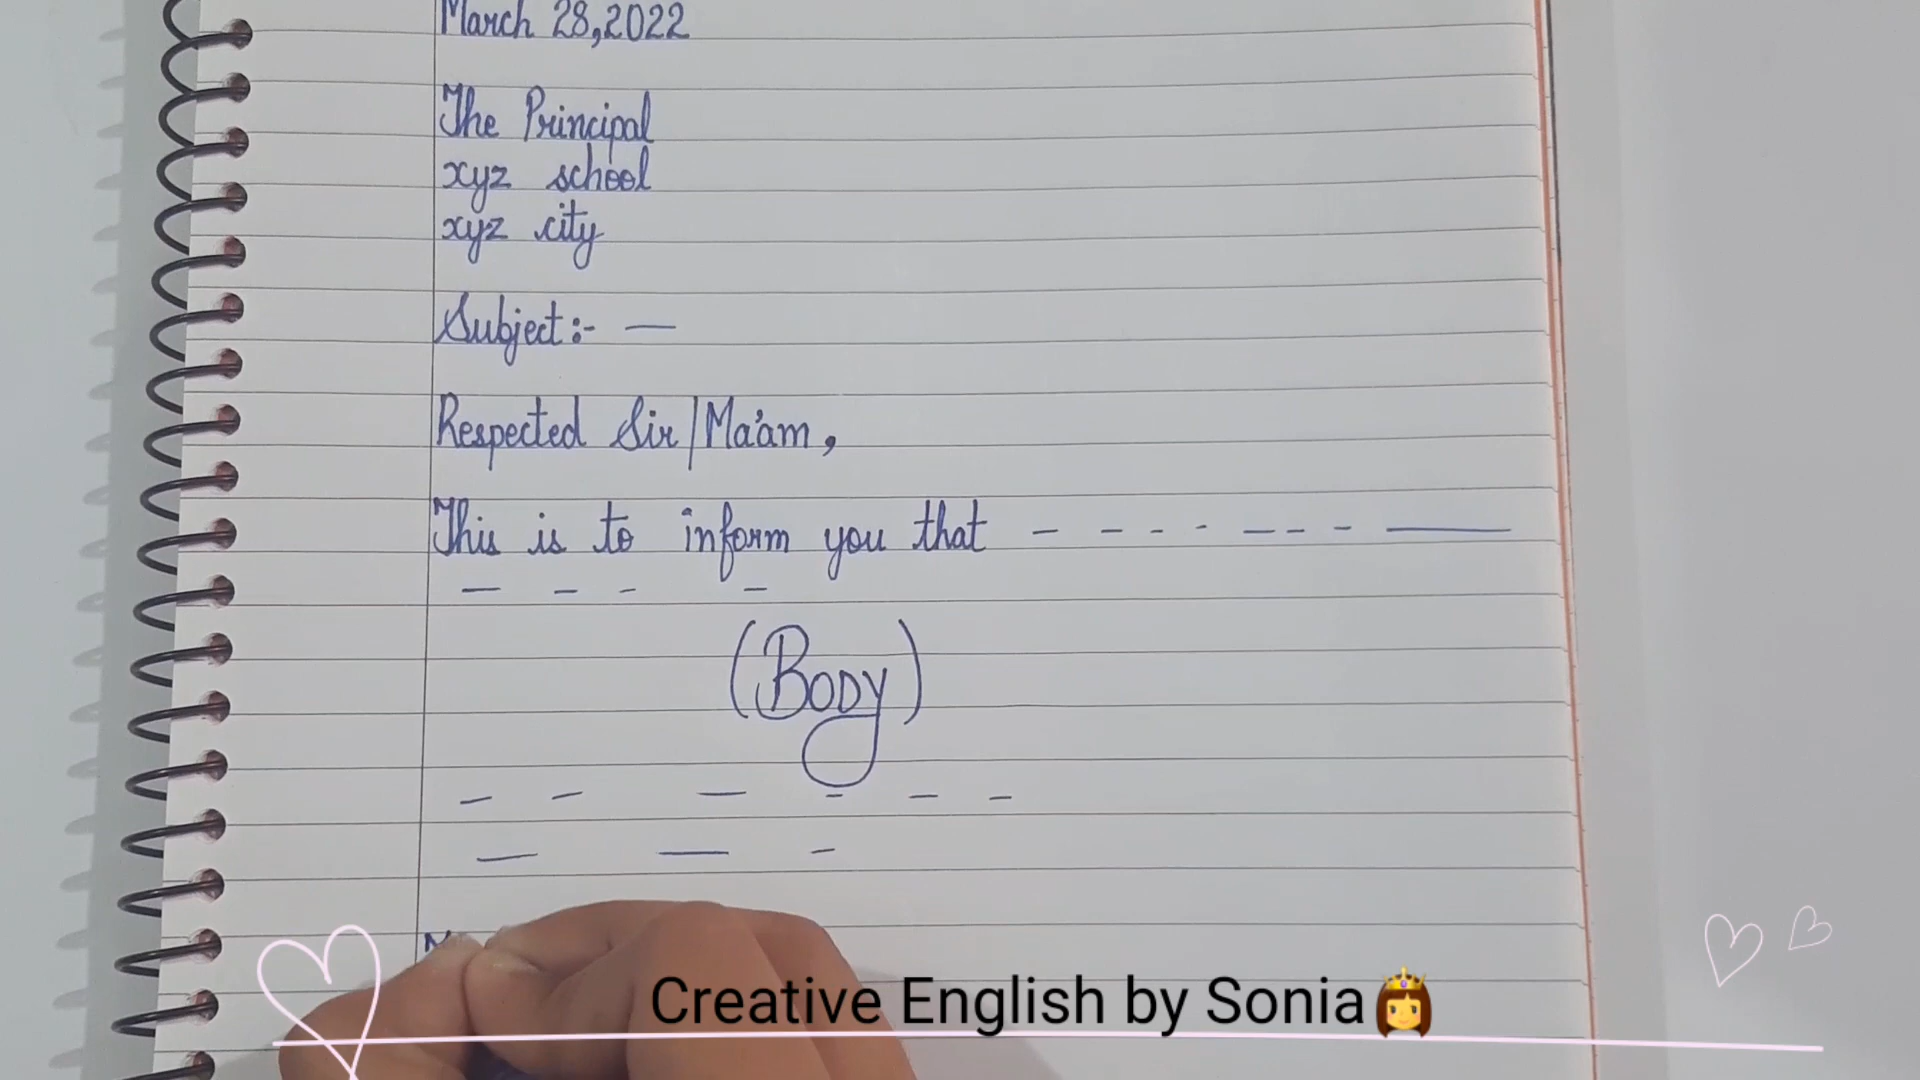 March 28,2022
The Principal
xyz school
xyz city
Subject:- —
Respected Sir/Ma'am,
This is to inform you that - - - - - - - —
- - - -
(BODY)
- - - - - -
- - -
Creative English by Sonia👸